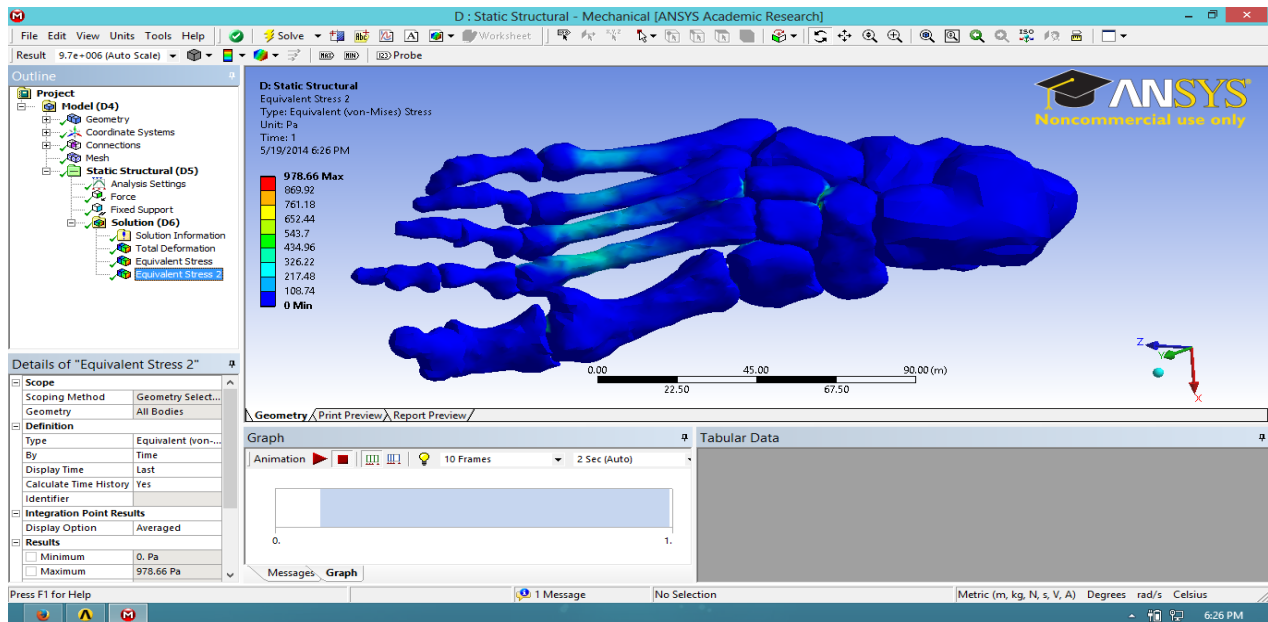 D : Static Structural - Mechanical [ANSYS Academic Research]
File Edit View Units Tools Help Solve Worksheet
Result 9.7e+006 (Auto Scale) Probe
Outline
Project
Model (D4)
Geometry
Coordinate Systems
Connections
Mesh
Static Structural (D5)
Analysis Settings
Force
Fixed Support
Solution (D6)
Solution Information
Total Deformation
Equivalent Stress
Equivalent Stress 2
D: Static Structural
Equivalent Stress 2
Type: Equivalent (von-Mises) Stress
Unit: Pa
Time: 1
5/19/2014 6:26 PM
978.66 Max
869.92
761.18
652.44
543.7
434.96
326.22
217.48
108.74
0 Min
ANSYS
Noncommercial use only
Z
Y
X
0.00 45.00 90.00 (m)
22.50 67.50
Geometry Print Preview Report Preview
Details of "Equivalent Stress 2"
Scope
Scoping Method Geometry Select...
Geometry All Bodies
Definition
Type Equivalent (von-...
By Time
Display Time Last
Calculate Time History Yes
Identifier
Integration Point Results
Display Option Averaged
Results
Minimum 0. Pa
Maximum 978.66 Pa
Graph
Animation 10 Frames 2 Sec (Auto)
0. 1.
Messages Graph
Tabular Data
Press F1 for Help 1 Message No Selection Metric (m, kg, N, s, V, A) Degrees rad/s Celsius
6:26 PM